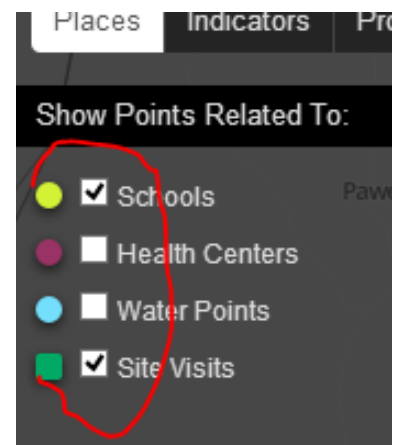 Places Indicators
Show Points Related To:
Schools
Health Centers
Water Points
Site Visits